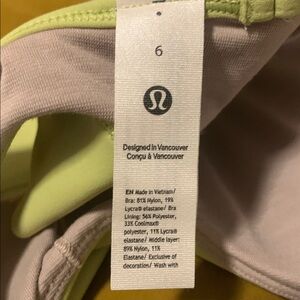 6
Designed in Vancouver
Conçu à Vancouver
EN Made in Vietnam/
Bra: 81% Nylon, 19%
Lycra® elastane/ Bra
Lining: 56% Polyester,
33% Coolmax®
polyester, 11% Lycra®
elastane/ Middle layer:
89% Nylon, 11%
Elastane/ Exclusive of
decoration/ Wash with